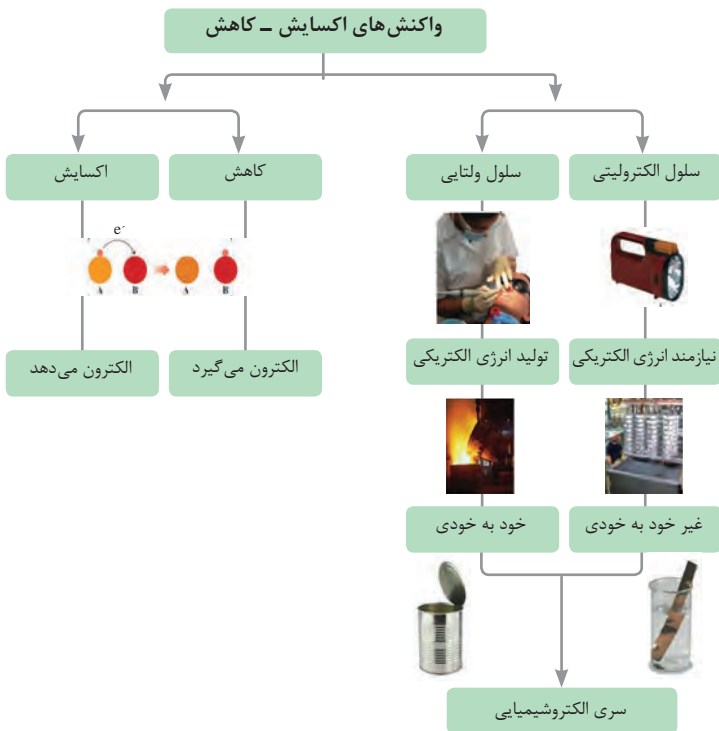 واکنش‌های اکسایش ــ کاهش
سلول الکترولیتی
سلول ولتایی
کاهش
اکسایش
e-
A B A B
نیازمند انرژی الکتریکی
تولید انرژی الکتریکی
الکترون می‌گیرد
الکترون می‌دهد
غیر خود به خودی
خود به خودی
سری الکتروشیمیایی